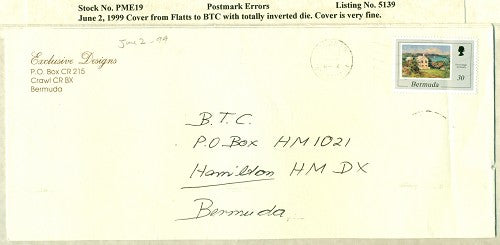 Stock No. PME19 Postmark Errors Listing No. 5139
June 2, 1999 Cover from Flatts to BTC with totally inverted die. Cover is very fine.
June 2 - 99
Exclusive Designs
P.O. Box CR 215
Crawl CR BX
Bermuda
30
Bermuda
B.T.C.
P.O Box HM 1021
Hamilton HM DX
Bermuda